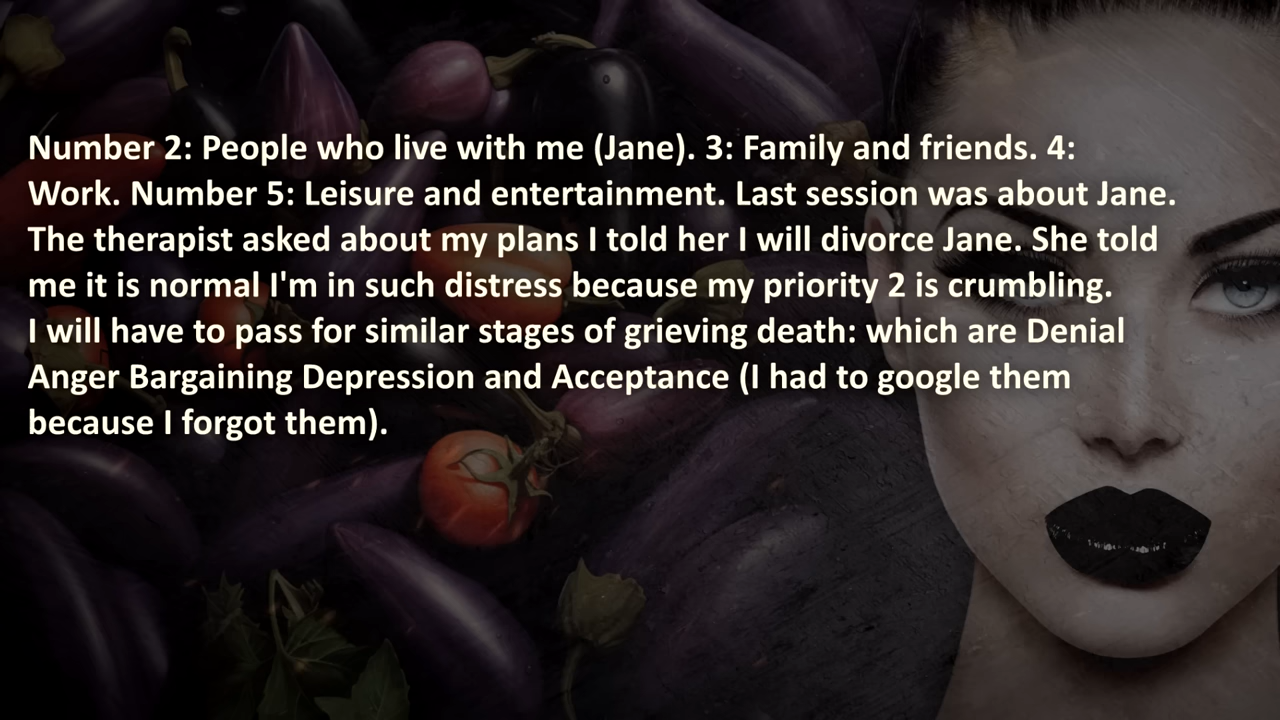 Number 2: People who live with me (Jane). 3: Family and friends. 4:
Work. Number 5: Leisure and entertainment. Last session was about Jane.
The therapist asked about my plans I told her I will divorce Jane. She told
me it is normal I'm in such distress because my priority 2 is crumbling.
I will have to pass for similar stages of grieving death: which are Denial
Anger Bargaining Depression and Acceptance (I had to google them
because I forgot them).